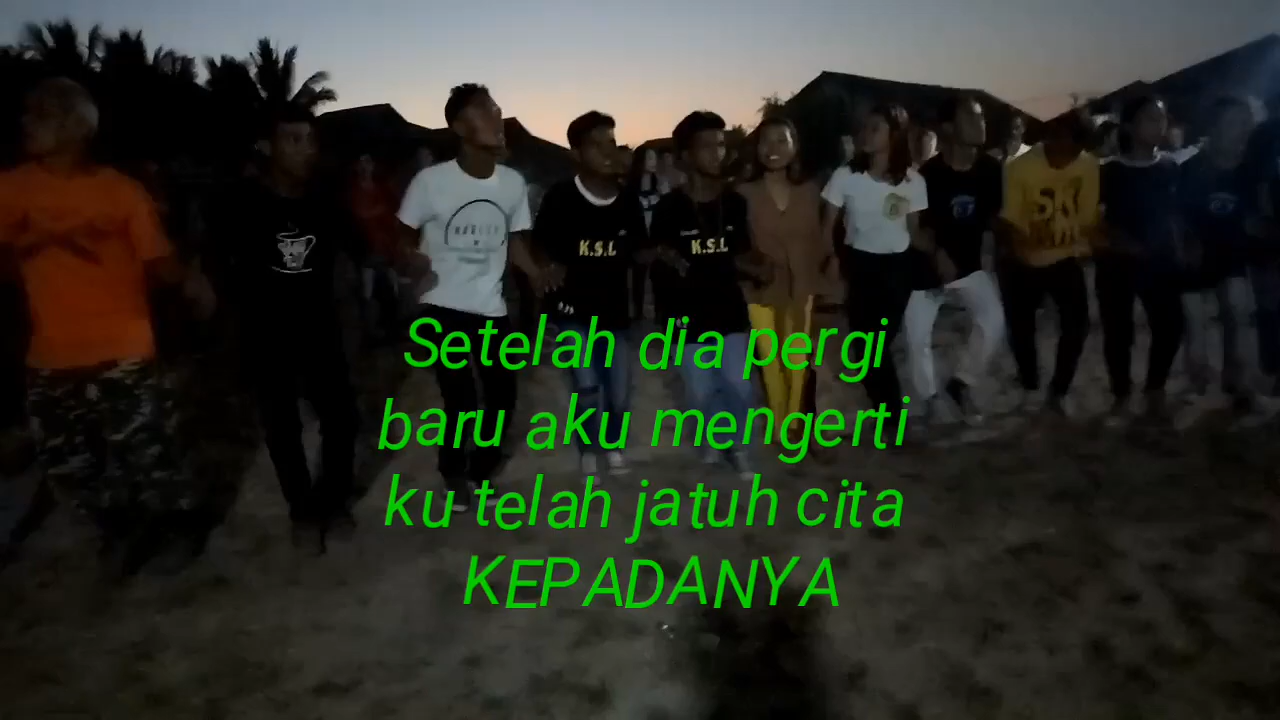 K.S.L
K.S.L
Setelah dia pergi
baru aku mengerti
ku telah jatuh cita
KEPADANYA